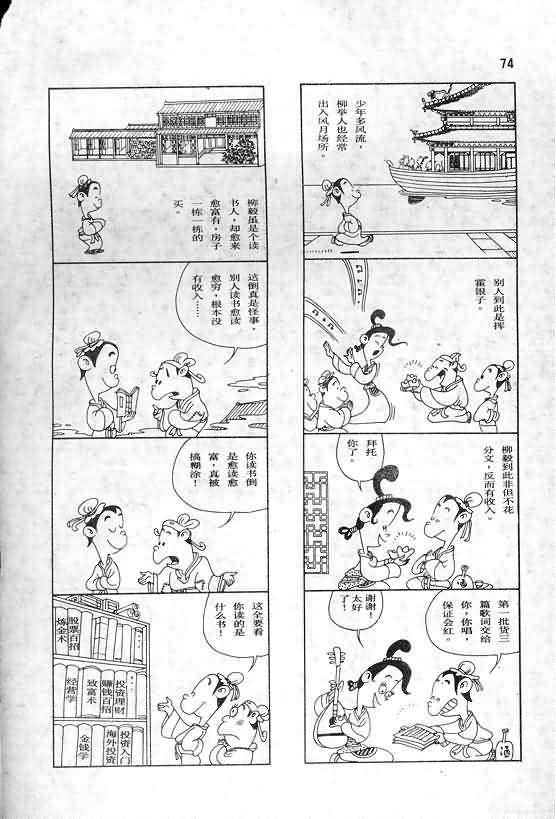 74
少年多风流，
柳举人也经常
出入风月场所。
别人到此是挥
霍银子。
柳毅到此非但不花
分文，反而有收入。
拜托
你了。
第一批货三
篇歌词交给
你，你唱，
保证会红。
谢谢！
太好
了！
酒
柳毅虽是个读
书人，却愈来
愈富有，房子
一栋一栋的
买。
这倒真是怪事，
别人读书愈读
愈穷，根本没
有收入……
你读书倒
是愈读愈
富，真被
搞糊涂！
这全要看
你读的是
什么书！
股票百招
炼金术
投资理财
赚钱百招
致富术
经营学
投资入门
海外投资
金钱学